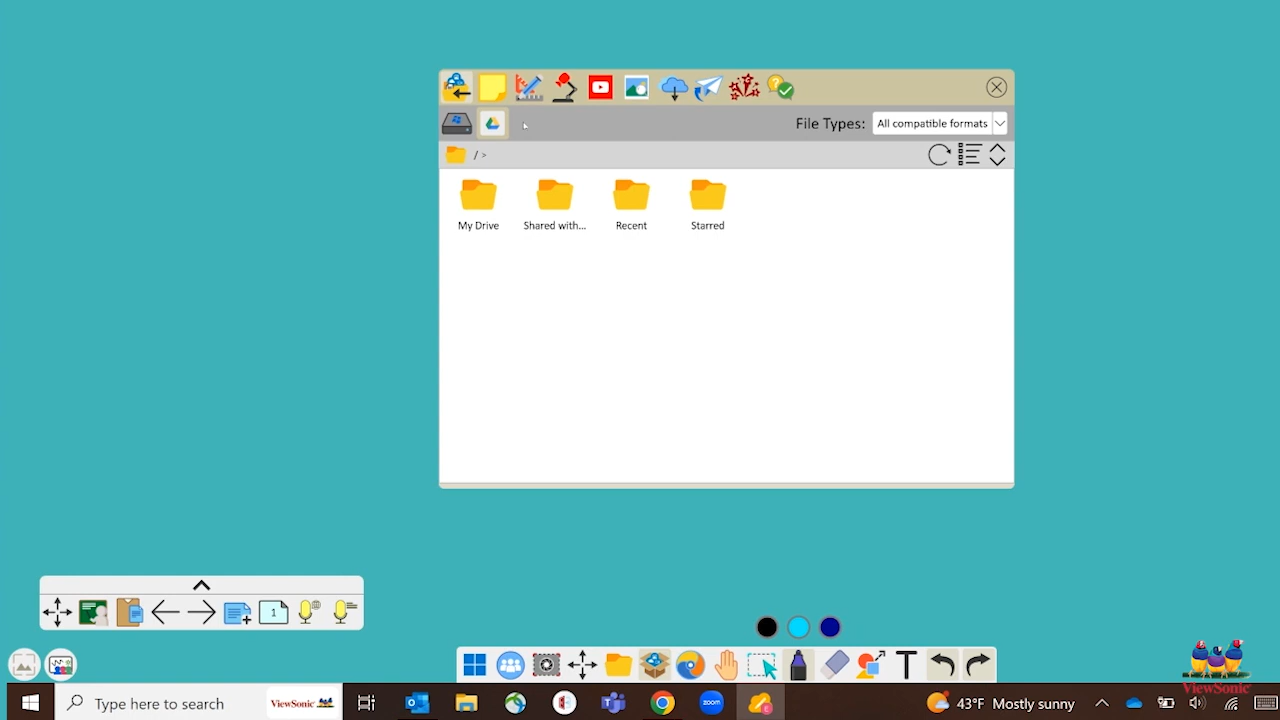 File Types: All compatible formats
/ >
My Drive Shared with... Recent Starred
1
T
ViewSonic
Type here to search ViewSonic zoom 43°F Mostly sunny